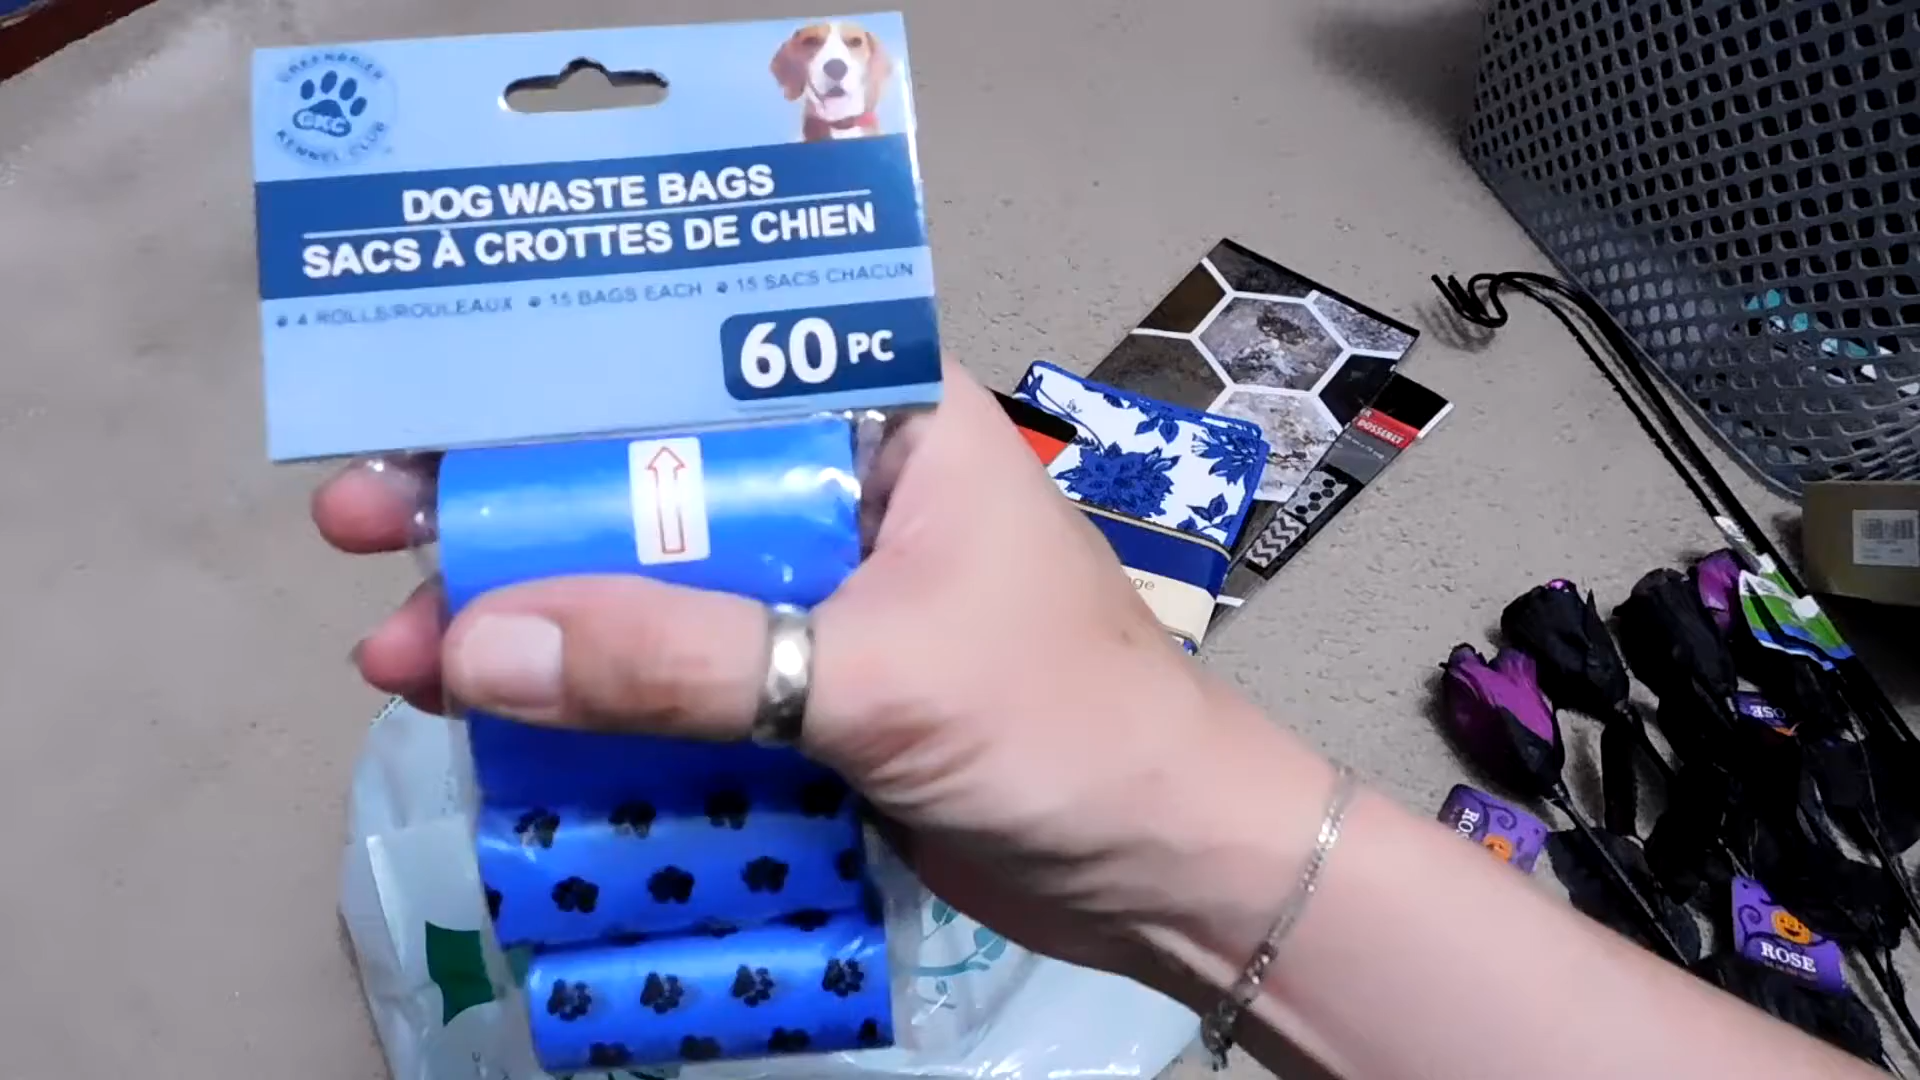 GREENBRIER
GKC
KENNEL CLUB
DOG WASTE BAGS
SACS À CROTTES DE CHIEN
4 ROLLS/ROULEAUX 15 BAGS EACH 15 SACS CHACUN
60 PC
DOSSERET
ROSE
ROSE